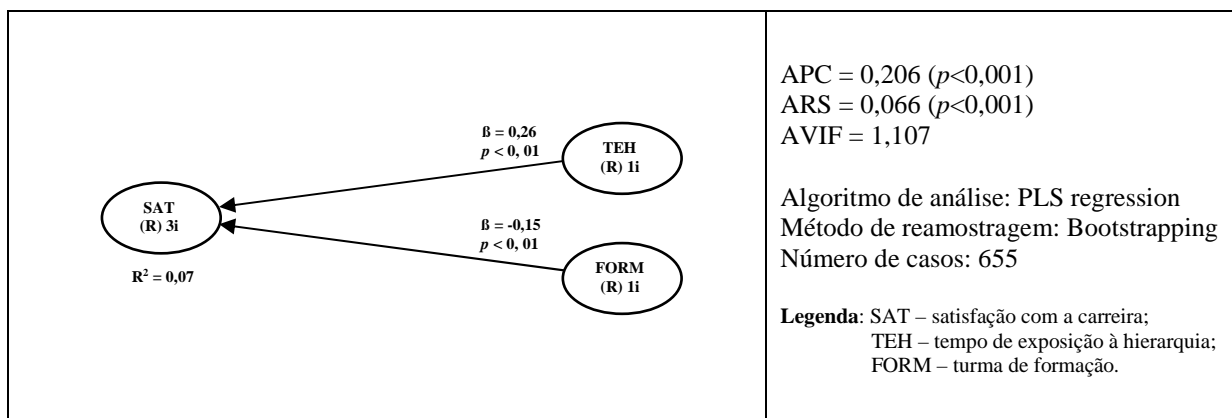 ß = 0,26
p < 0, 01
TEH
(R) 1i
SAT
(R) 3i
R² = 0,07
ß = -0,15
p < 0, 01
FORM
(R) 1i
APC = 0,206 (p<0,001)
ARS = 0,066 (p<0,001)
AVIF = 1,107
Algoritmo de análise: PLS regression
Método de reamostragem: Bootstrapping
Número de casos: 655
Legenda: SAT – satisfação com a carreira;
TEH – tempo de exposição à hierarquia;
FORM – turma de formação.